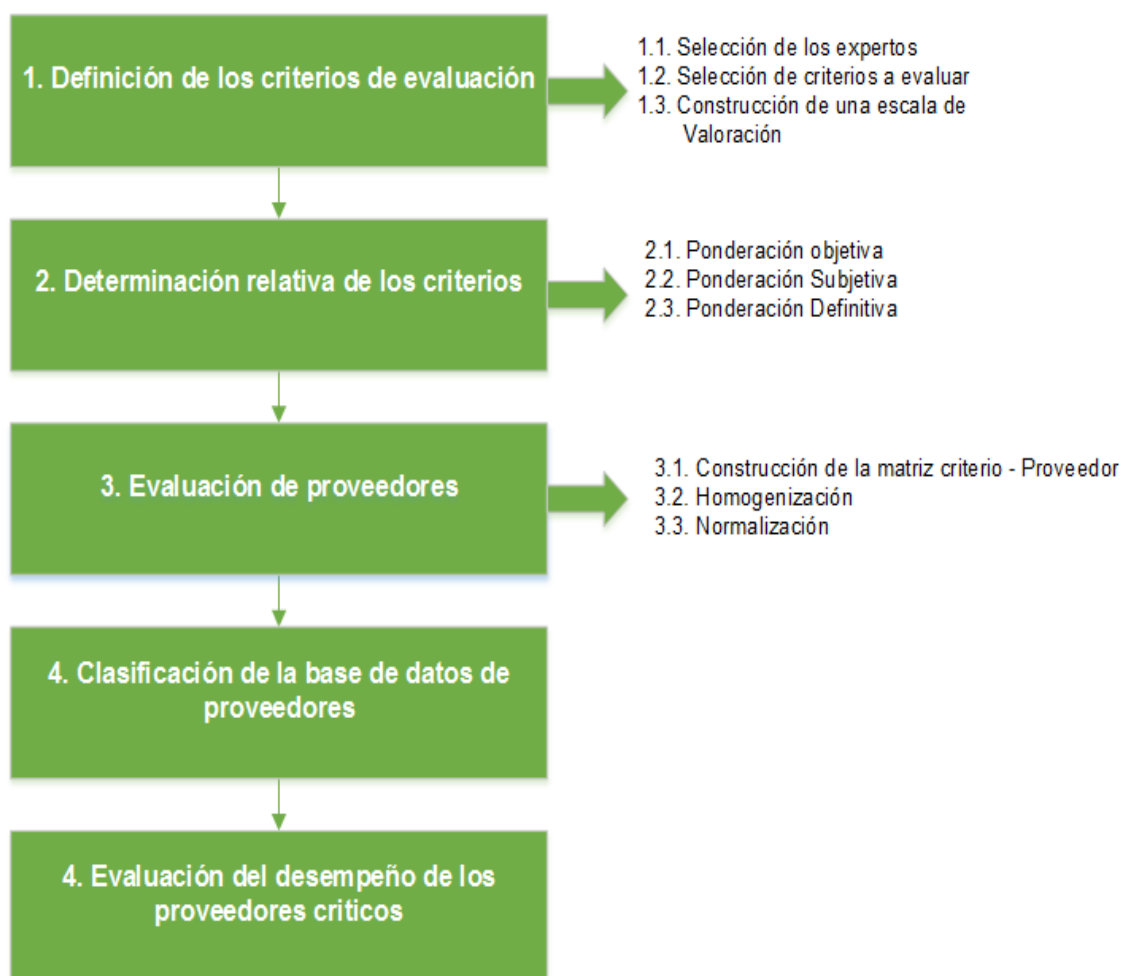 1. Definición de los criterios de evaluación
1.1. Selección de los expertos
1.2. Selección de criterios a evaluar
1.3. Construcción de una escala de
Valoración
2. Determinación relativa de los criterios
2.1. Ponderación objetiva
2.2. Ponderación Subjetiva
2.3. Ponderación Definitiva
3. Evaluación de proveedores
3.1. Construcción de la matriz criterio - Proveedor
3.2. Homogenización
3.3. Normalización
4. Clasificación de la base de datos de
proveedores
4. Evaluación del desempeño de los
proveedores criticos